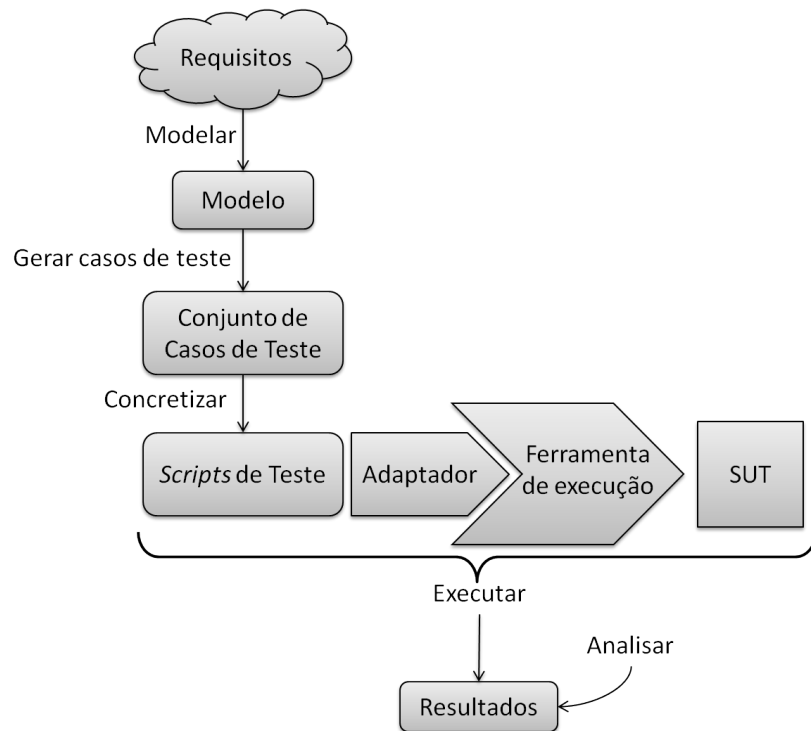 Requisitos
Modelar
Modelo
Gerar casos de teste
Conjunto de
Casos de Teste
Concretizar
Scripts de Teste
Adaptador
Ferramenta
de execução
SUT
Executar
Analisar
Resultados